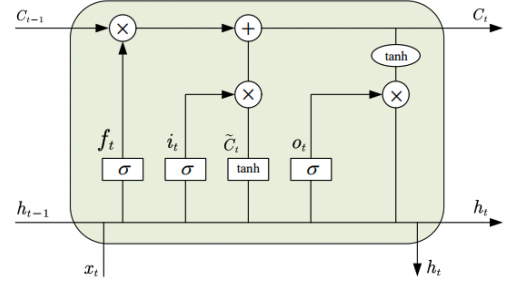 C_{t-1} × + C_t
tanh
× ×
f_t i_t C̃_t o_t
σ σ tanh σ
h_{t-1} h_t
x_t h_t